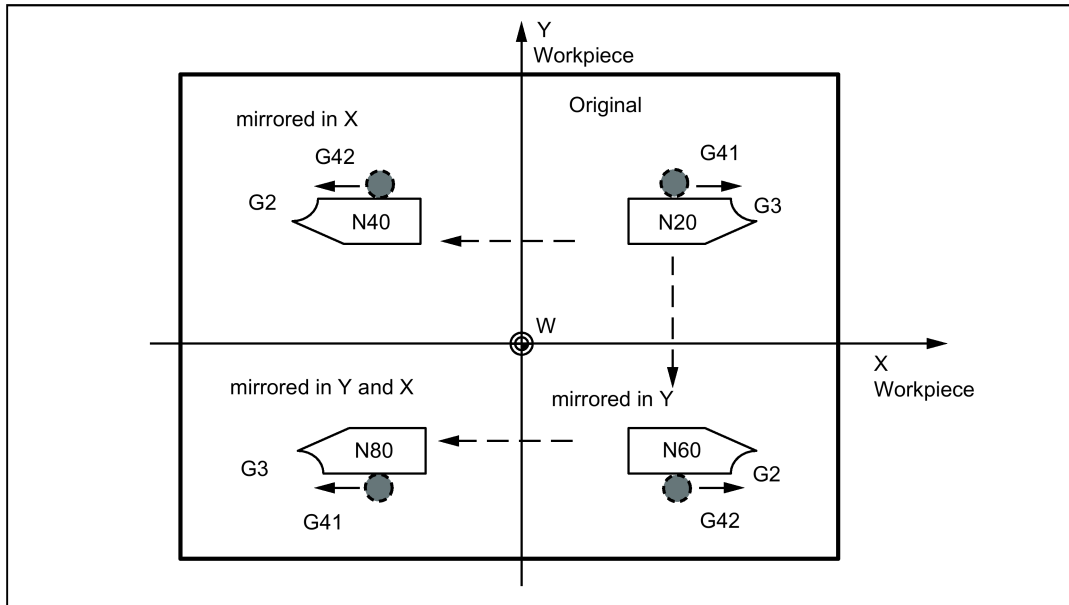 Y
Workpiece
Original
mirrored in X
G42
G41
G2
G3
N40
N20
W
X
Workpiece
mirrored in Y and X
mirrored in Y
N80
N60
G3
G2
G41
G42